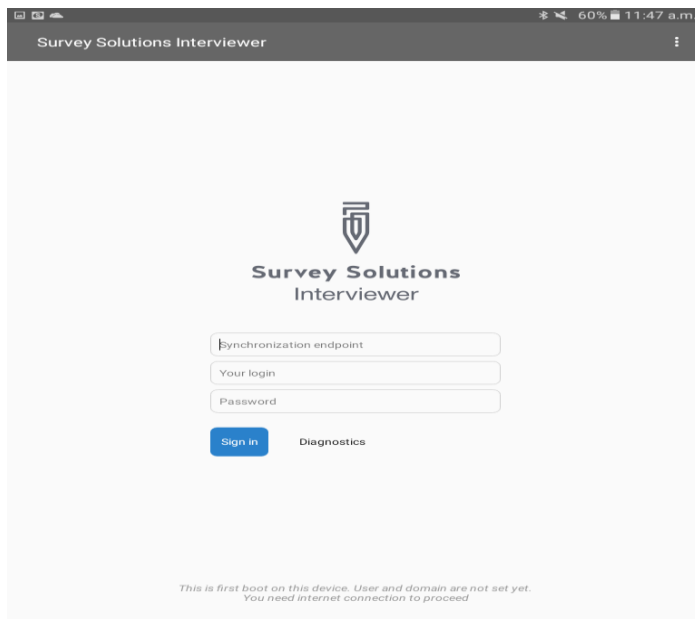 60% 11:47 a.m.
Survey Solutions Interviewer
Survey Solutions
Interviewer
Synchronization endpoint
Your login
Password
Sign in Diagnostics
This is first boot on this device. User and domain are not set yet.
You need internet connection to proceed